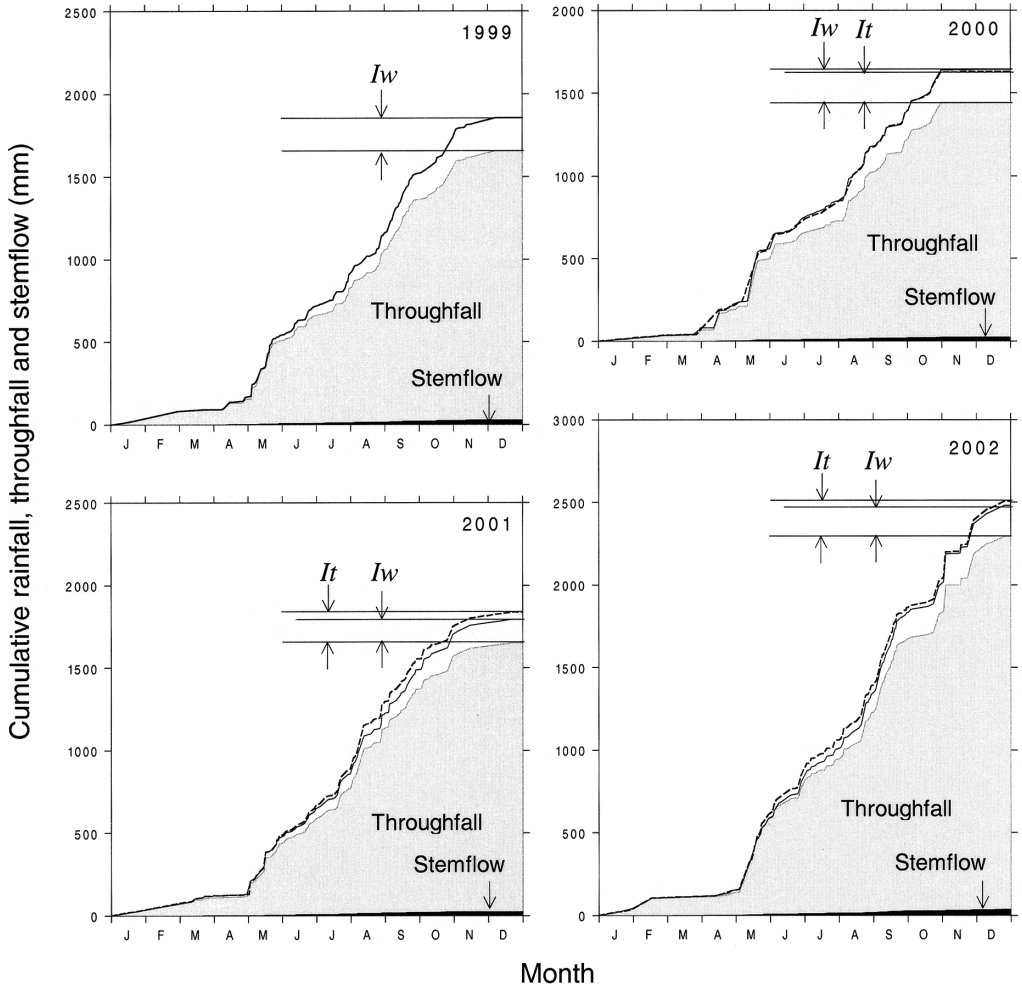 Cumulative rainfall, throughfall and stemflow (mm)
1999
2500
2000
1500
1000
500
0
Iw
Throughfall
Stemflow
J F M A M J J A S O N D
2000
2000
1500
1000
500
0
Iw It
Throughfall
Stemflow
J F M A M J J A S O N D
2001
2500
2000
1500
1000
500
0
It Iw
Throughfall
Stemflow
J F M A M J J A S O N D
2002
3000
2500
2000
1500
1000
500
0
It Iw
Throughfall
Stemflow
J F M A M J J A S O N D
Month